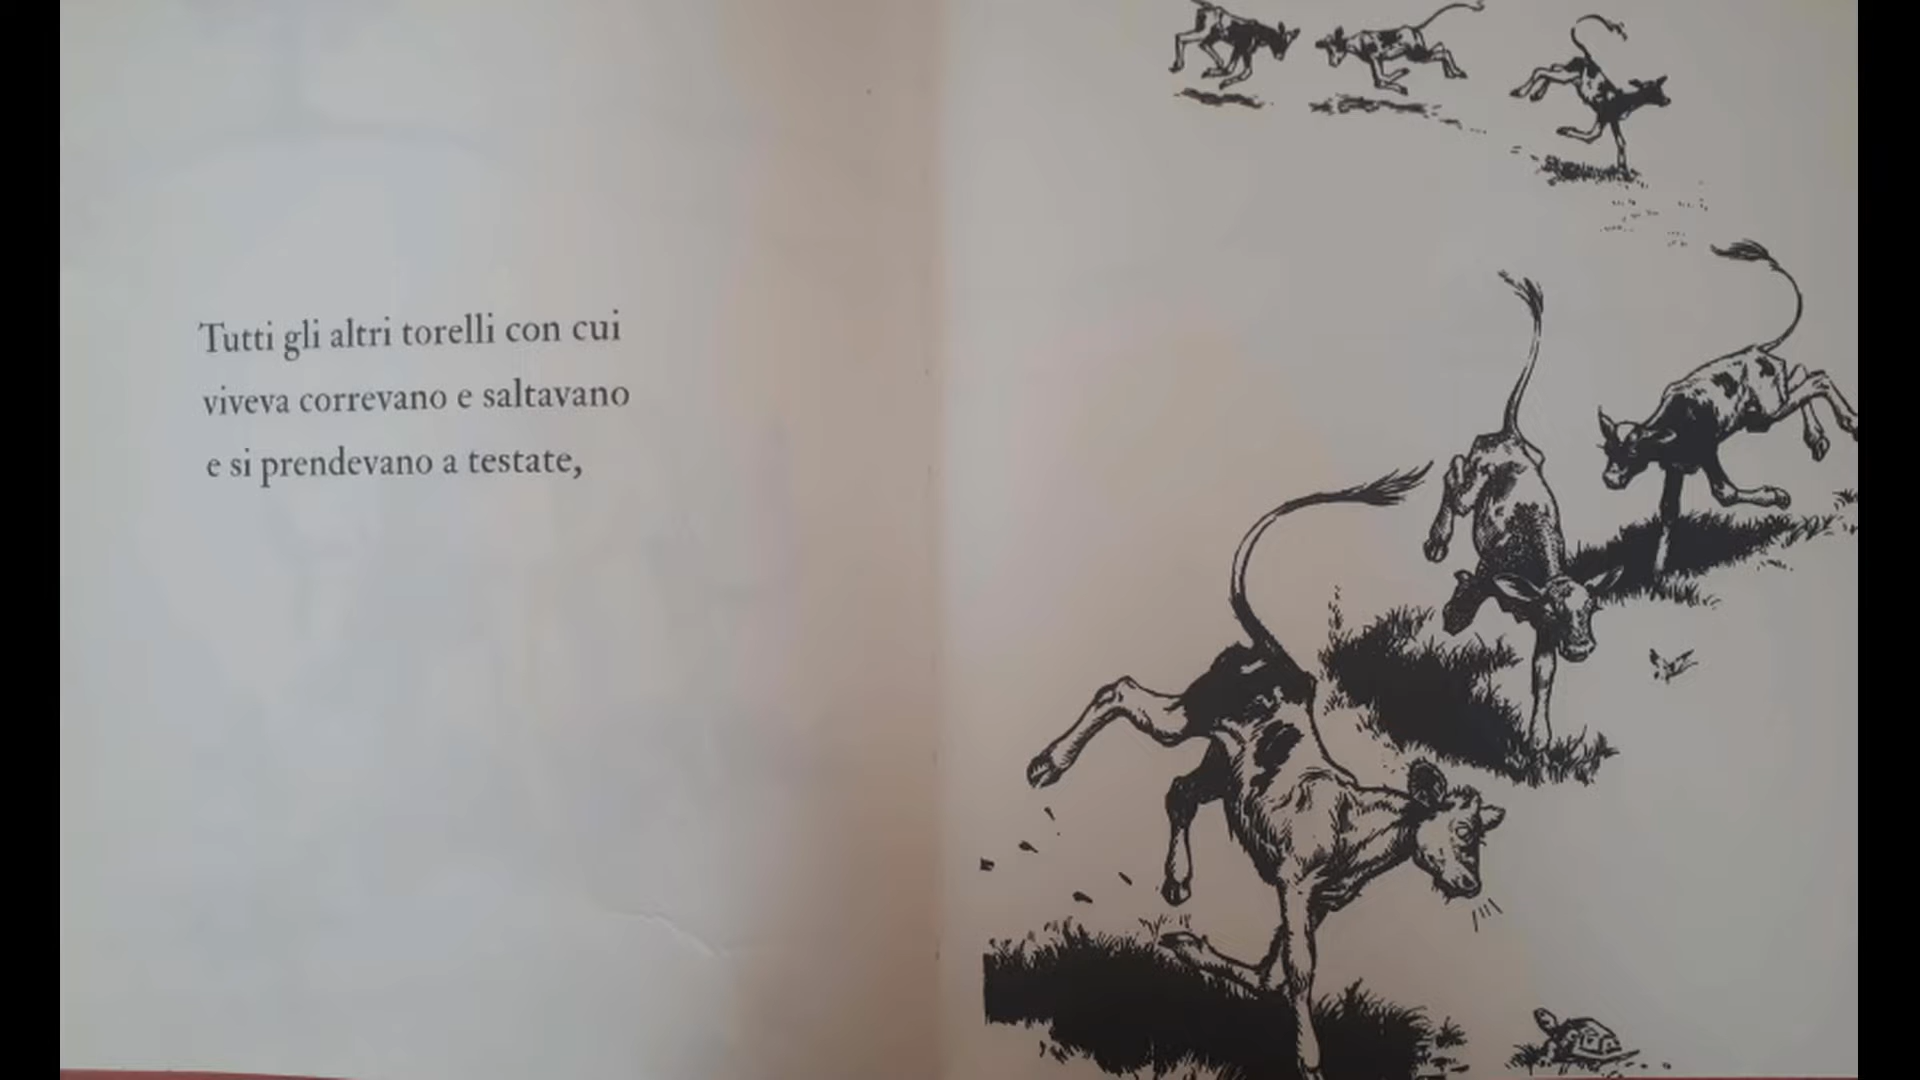 Tutti gli altri torelli con cui
viveva correvano e saltavano
e si prendevano a testate,